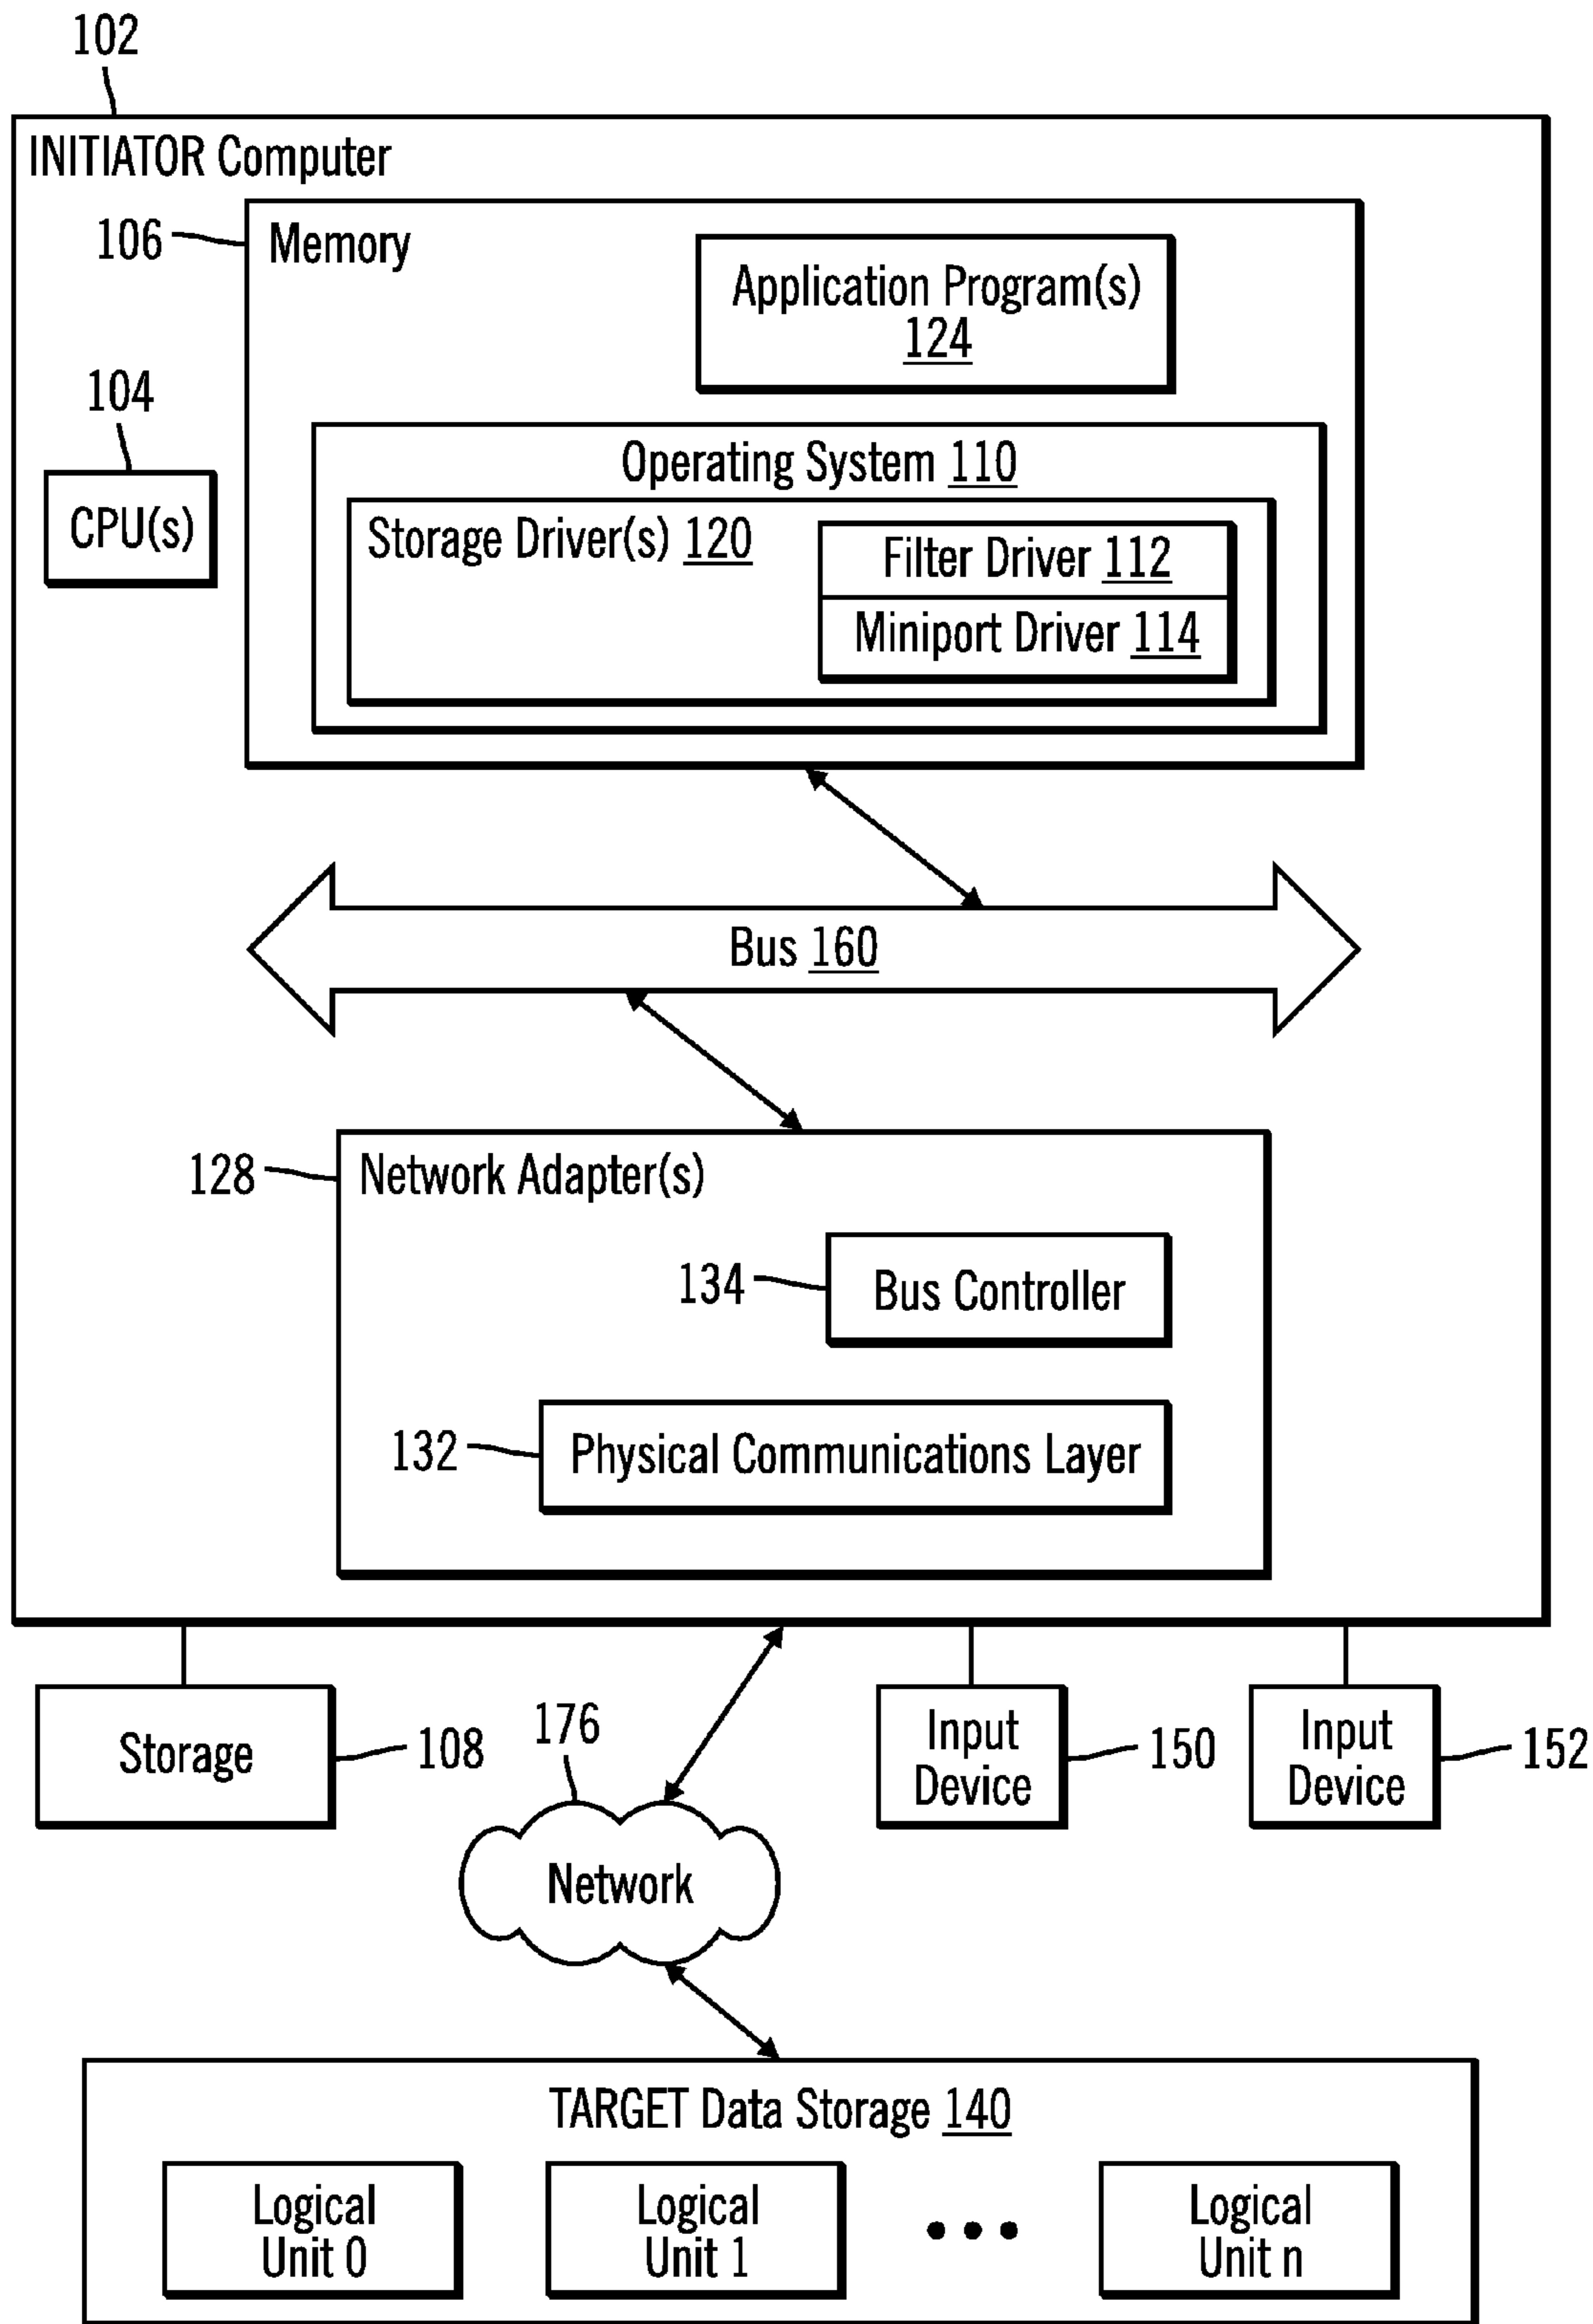 102
INITIATOR Computer
106
Memory
Application Program(s)
124
104
CPU(s)
Operating System 110
Storage Driver(s) 120
Filter Driver 112
Miniport Driver 114
Bus 160
128
Network Adapter(s)
134
Bus Controller
132
Physical Communications Layer
Storage
108
176
Network
Input
Device
150
Input
Device
152
TARGET Data Storage 140
Logical
Unit 0
Logical
Unit 1
Logical
Unit n